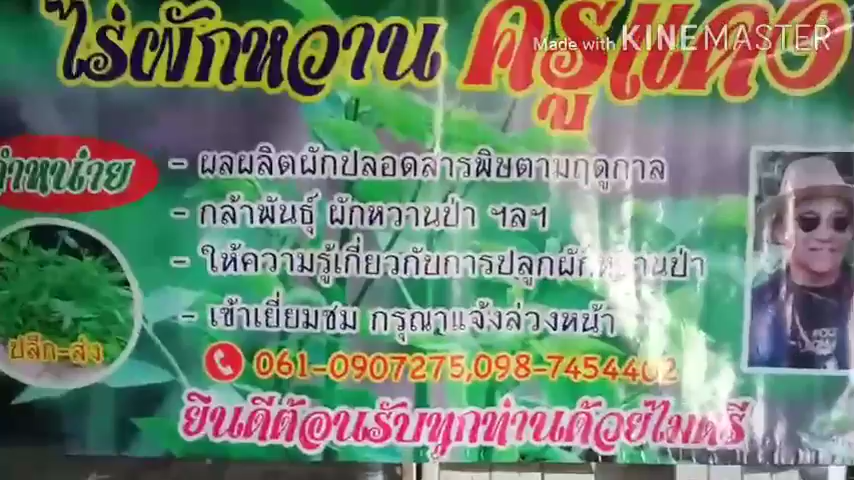 Made with KINEMASTER
ไร่ผักหวาน ครูแดง
จำหน่าย
- ผลผลิตผักปลอดสารพิษตามฤดูกาล
- กล้าพันธุ์ ผักหวานป่า ฯลฯ
- ให้ความรู้เกี่ยวกับการปลูกผักหวานป่า
- เข้าเยี่ยมชม กรุณาแจ้งล่วงหน้า
ปลีก-ส่ง
061-0907275,098-7454402
ยินดีต้อนรับทุกท่านด้วยไมตรี